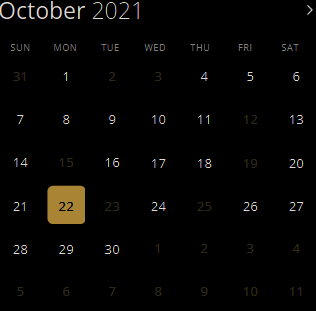 October 2021
SUN MON TUE WED THU FRI SAT
31 1 2 3 4 5 6
7 8 9 10 11 12 13
14 15 16 17 18 19 20
21 22 23 24 25 26 27
28 29 30 1 2 3 4
5 6 7 8 9 10 11